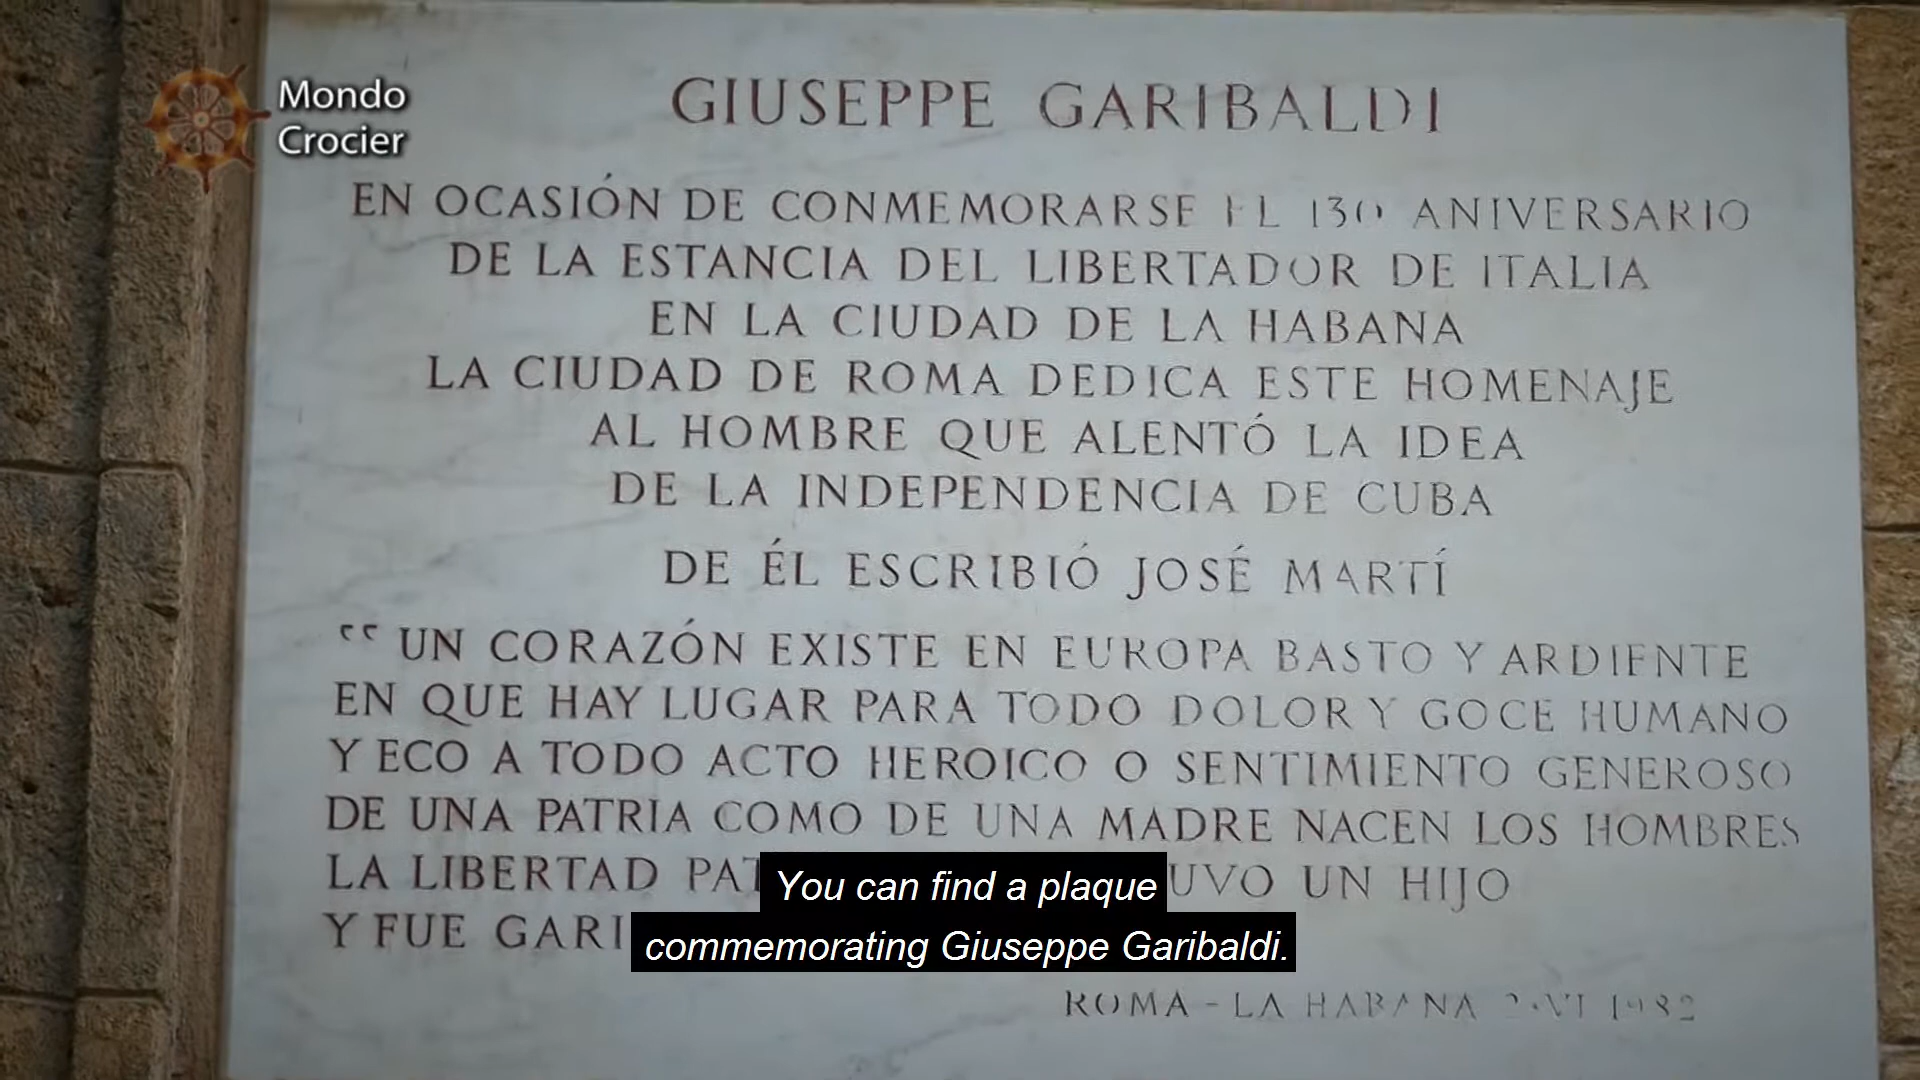 Mondo
Crocier
GIUSEPPE GARIBALDI
EN OCASIÓN DE CONMEMORARSE EL 130 ANIVERSARIO
DE LA ESTANCIA DEL LIBERTADOR DE ITALIA
EN LA CIUDAD DE LA HABANA
LA CIUDAD DE ROMA DEDICA ESTE HOMENAJE
AL HOMBRE QUE ALENTÓ LA IDEA
DE LA INDEPENDENCIA DE CUBA
DE ÉL ESCRIBIÓ JOSÉ MARTÍ
“UN CORAZÓN EXISTE EN EUROPA BASTO Y ARDIENTE
EN QUE HAY LUGAR PARA TODO DOLOR Y GOCE HUMANO
Y ECO A TODO ACTO HEROICO O SENTIMIENTO GENEROSO
DE UNA PATRIA COMO DE UNA MADRE NACEN LOS HOMBRES
LA LIBERTAD UN HIJO
Y FUE
You can find a plaque
commemorating Giuseppe Garibaldi.
ROMA - LA HABANA 1982